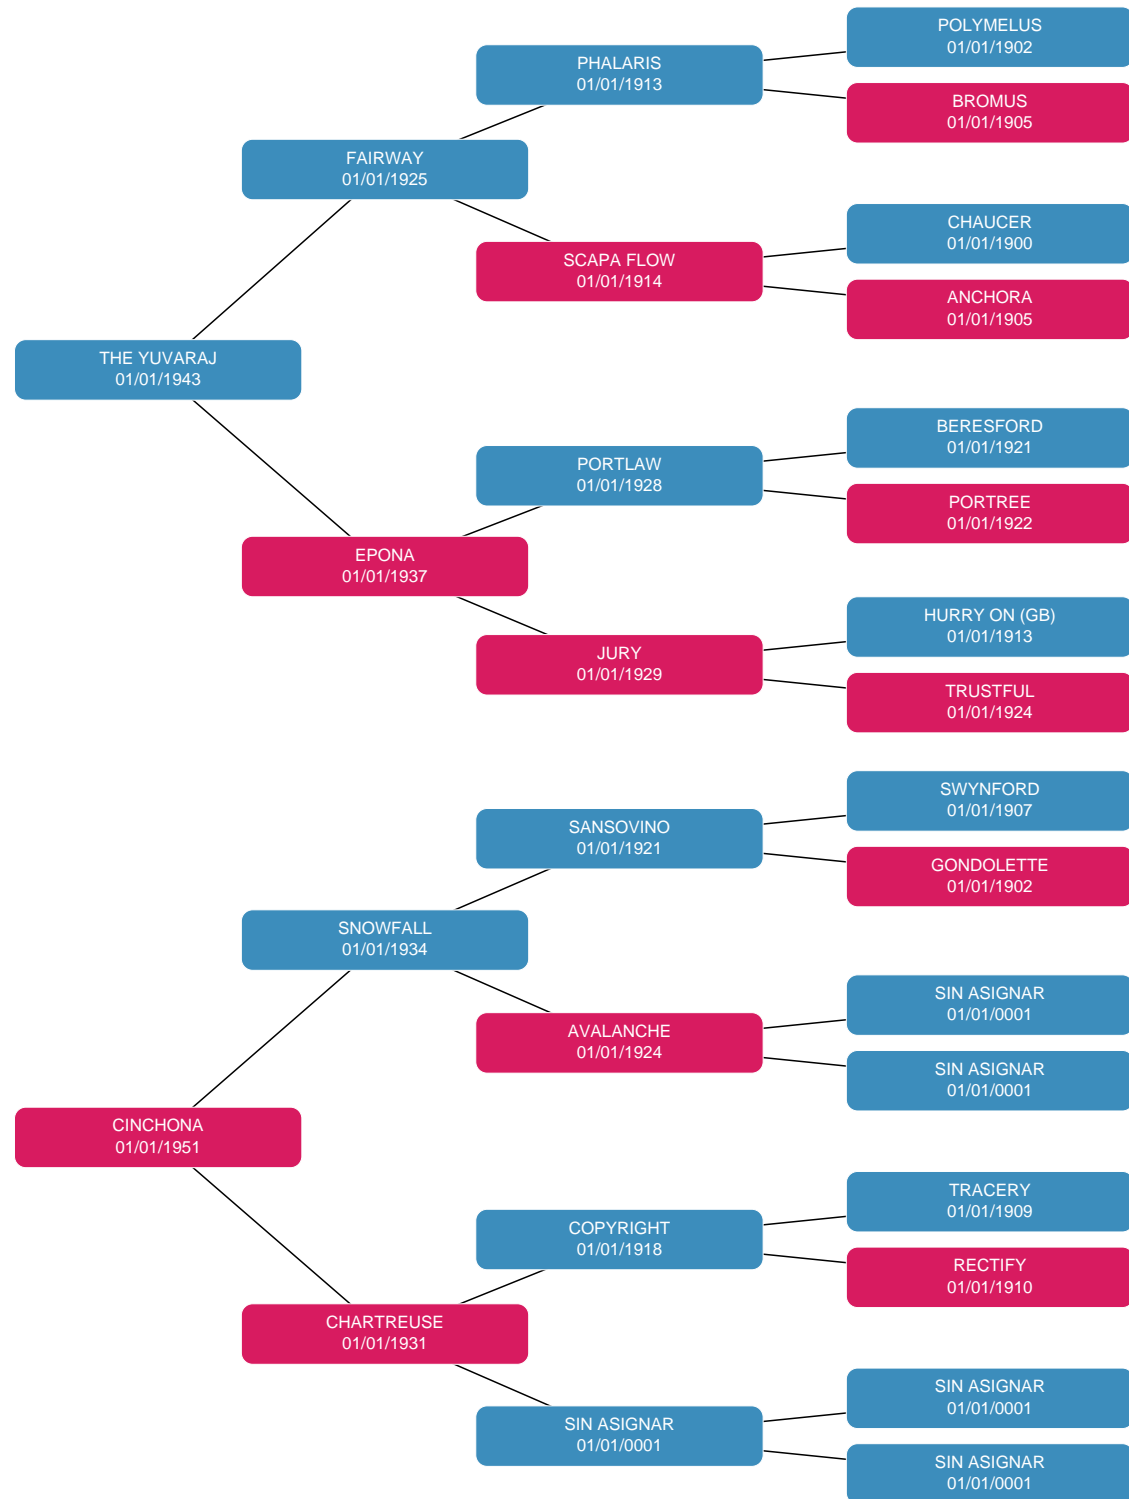 POLYMELUS
01/01/1902
PHALARIS
01/01/1913
BROMUS
01/01/1905
FAIRWAY
01/01/1925
CHAUCER
01/01/1900
SCAPA FLOW
01/01/1914
ANCHORA
01/01/1905
THE YUVARAJ
01/01/1943
BERESFORD
01/01/1921
PORTLAW
01/01/1928
PORTREE
01/01/1922
EPONA
01/01/1937
HURRY ON (GB)
01/01/1913
JURY
01/01/1929
TRUSTFUL
01/01/1924
SWYNFORD
01/01/1907
SANSOVINO
01/01/1921
GONDOLETTE
01/01/1902
SNOWFALL
01/01/1934
SIN ASIGNAR
01/01/0001
AVALANCHE
01/01/1924
SIN ASIGNAR
01/01/0001
CINCHONA
01/01/1951
TRACERY
01/01/1909
COPYRIGHT
01/01/1918
RECTIFY
01/01/1910
CHARTREUSE
01/01/1931
SIN ASIGNAR
01/01/0001
SIN ASIGNAR
01/01/0001
SIN ASIGNAR
01/01/0001